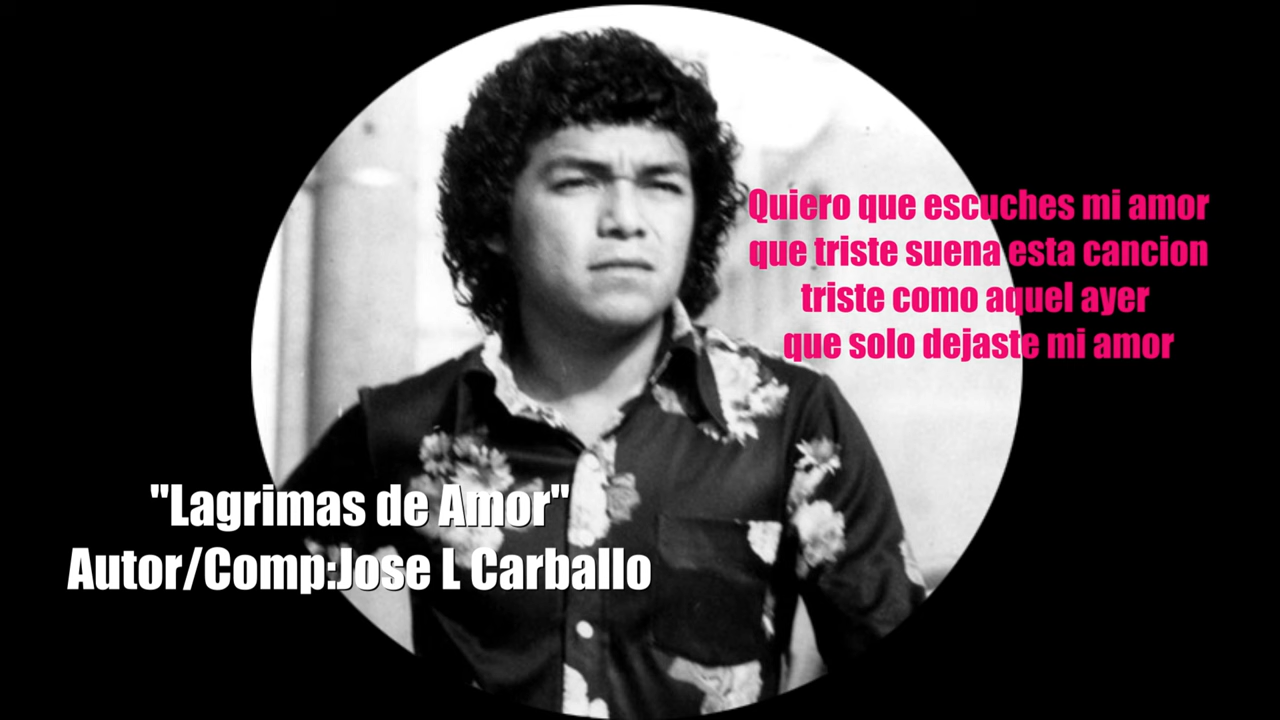 Quiero que escuches mi amor
que triste suena esta cancion
triste como aquel ayer
que solo dejaste mi amor
"Lagrimas de Amor"
Autor/Comp:Jose L Carballo